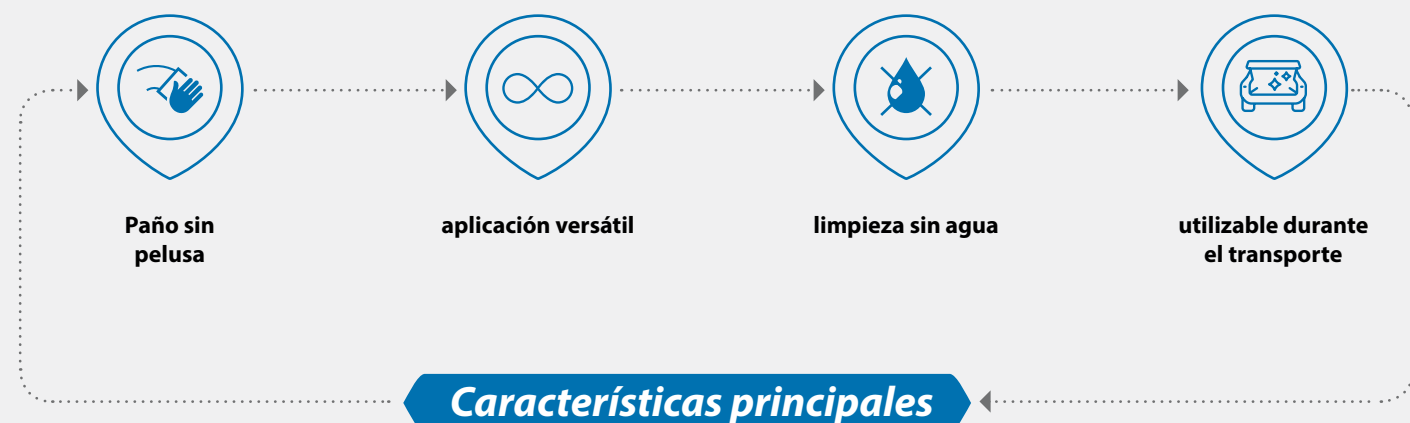 Paño sin
pelusa
aplicación versátil
limpieza sin agua
utilizable durante
el transporte
Características principales